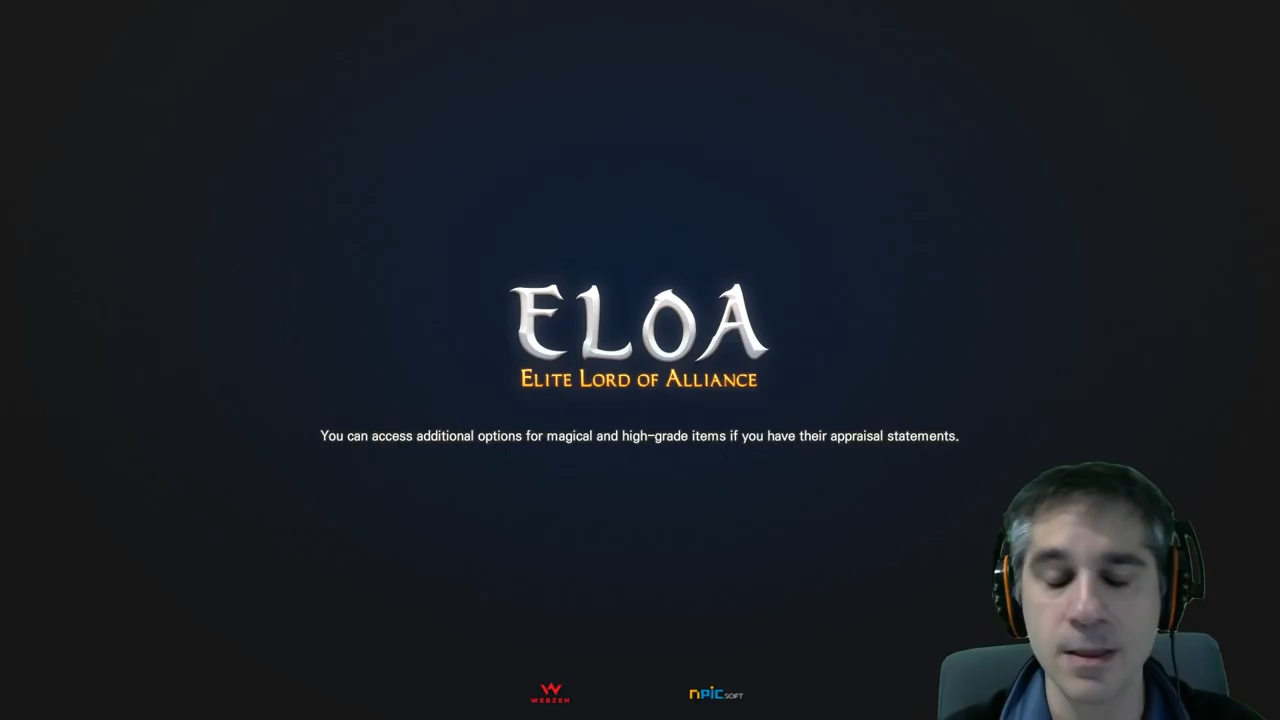 ELOA
ELITE LORD OF ALLIANCE
You can access additional options for magical and high-grade items if you have their appraisal statements.
WEBZEN
nPIC SOFT